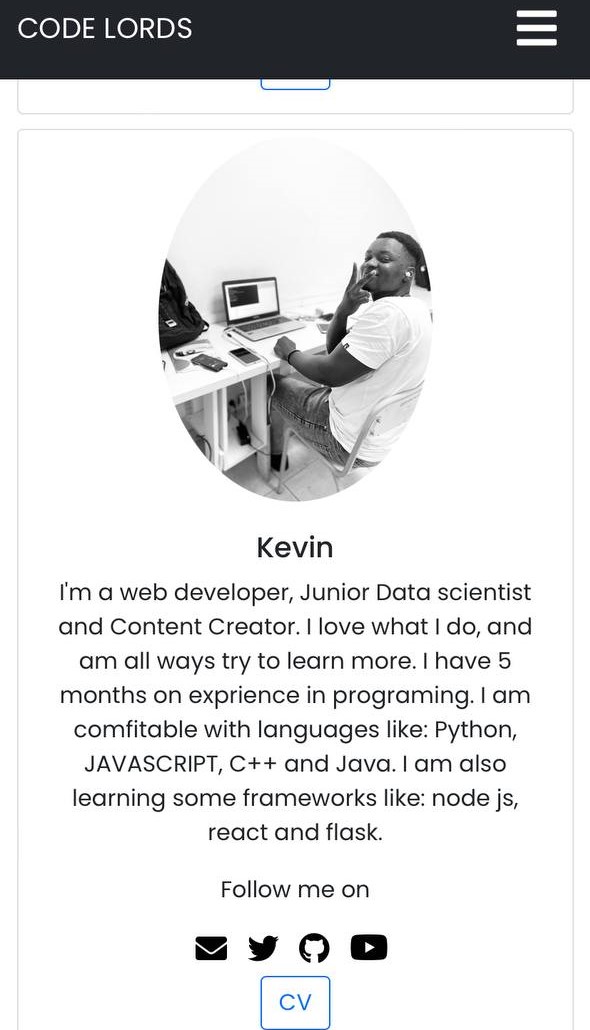 CODE LORDS
Kevin
I'm a web developer, Junior Data scientist
and Content Creator. I love what I do, and
am all ways try to learn more. I have 5
months on exprience in programing. I am
comfitable with languages like: Python,
JAVASCRIPT, C++ and Java. I am also
learning some frameworks like: node js,
react and flask.
Follow me on
CV